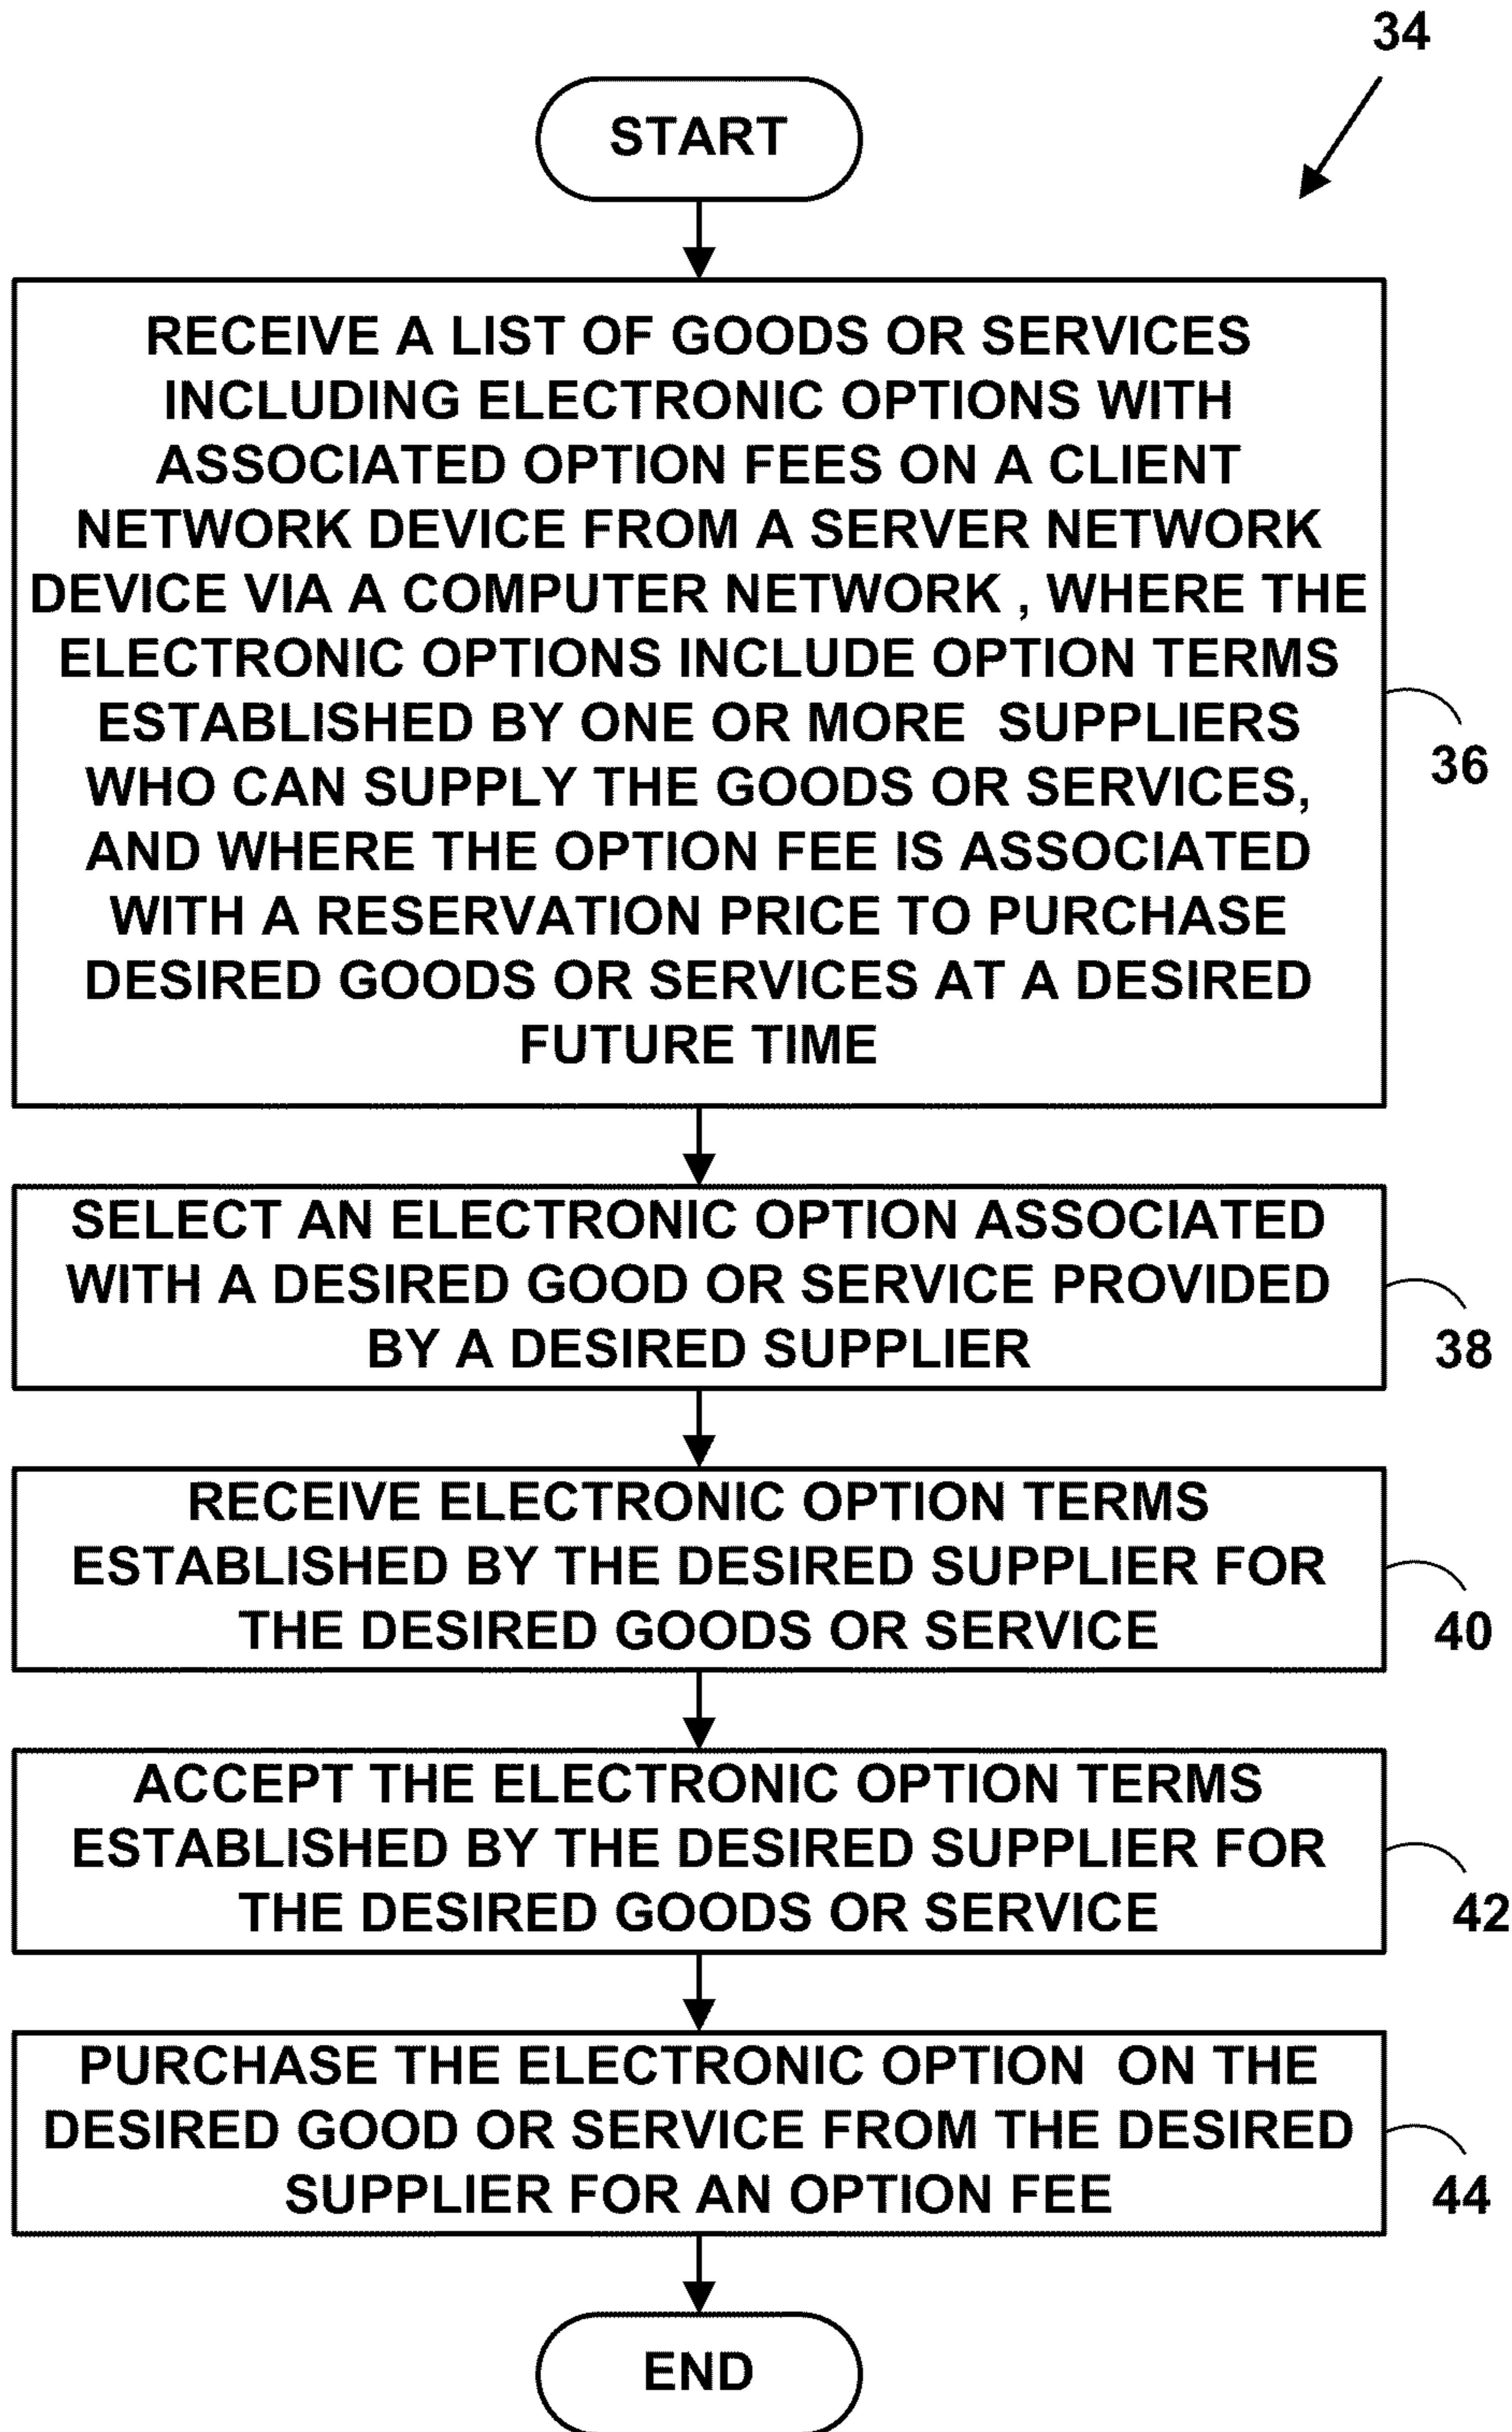 34
START
RECEIVE A LIST OF GOODS OR SERVICES
INCLUDING ELECTRONIC OPTIONS WITH
ASSOCIATED OPTION FEES ON A CLIENT
NETWORK DEVICE FROM A SERVER NETWORK
DEVICE VIA A COMPUTER NETWORK , WHERE THE
ELECTRONIC OPTIONS INCLUDE OPTION TERMS
ESTABLISHED BY ONE OR MORE SUPPLIERS
WHO CAN SUPPLY THE GOODS OR SERVICES,
AND WHERE THE OPTION FEE IS ASSOCIATED
WITH A RESERVATION PRICE TO PURCHASE
DESIRED GOODS OR SERVICES AT A DESIRED
FUTURE TIME
36
SELECT AN ELECTRONIC OPTION ASSOCIATED
WITH A DESIRED GOOD OR SERVICE PROVIDED
BY A DESIRED SUPPLIER
38
RECEIVE ELECTRONIC OPTION TERMS
ESTABLISHED BY THE DESIRED SUPPLIER FOR
THE DESIRED GOODS OR SERVICE
40
ACCEPT THE ELECTRONIC OPTION TERMS
ESTABLISHED BY THE DESIRED SUPPLIER FOR
THE DESIRED GOODS OR SERVICE
42
PURCHASE THE ELECTRONIC OPTION ON THE
DESIRED GOOD OR SERVICE FROM THE DESIRED
SUPPLIER FOR AN OPTION FEE
44
END